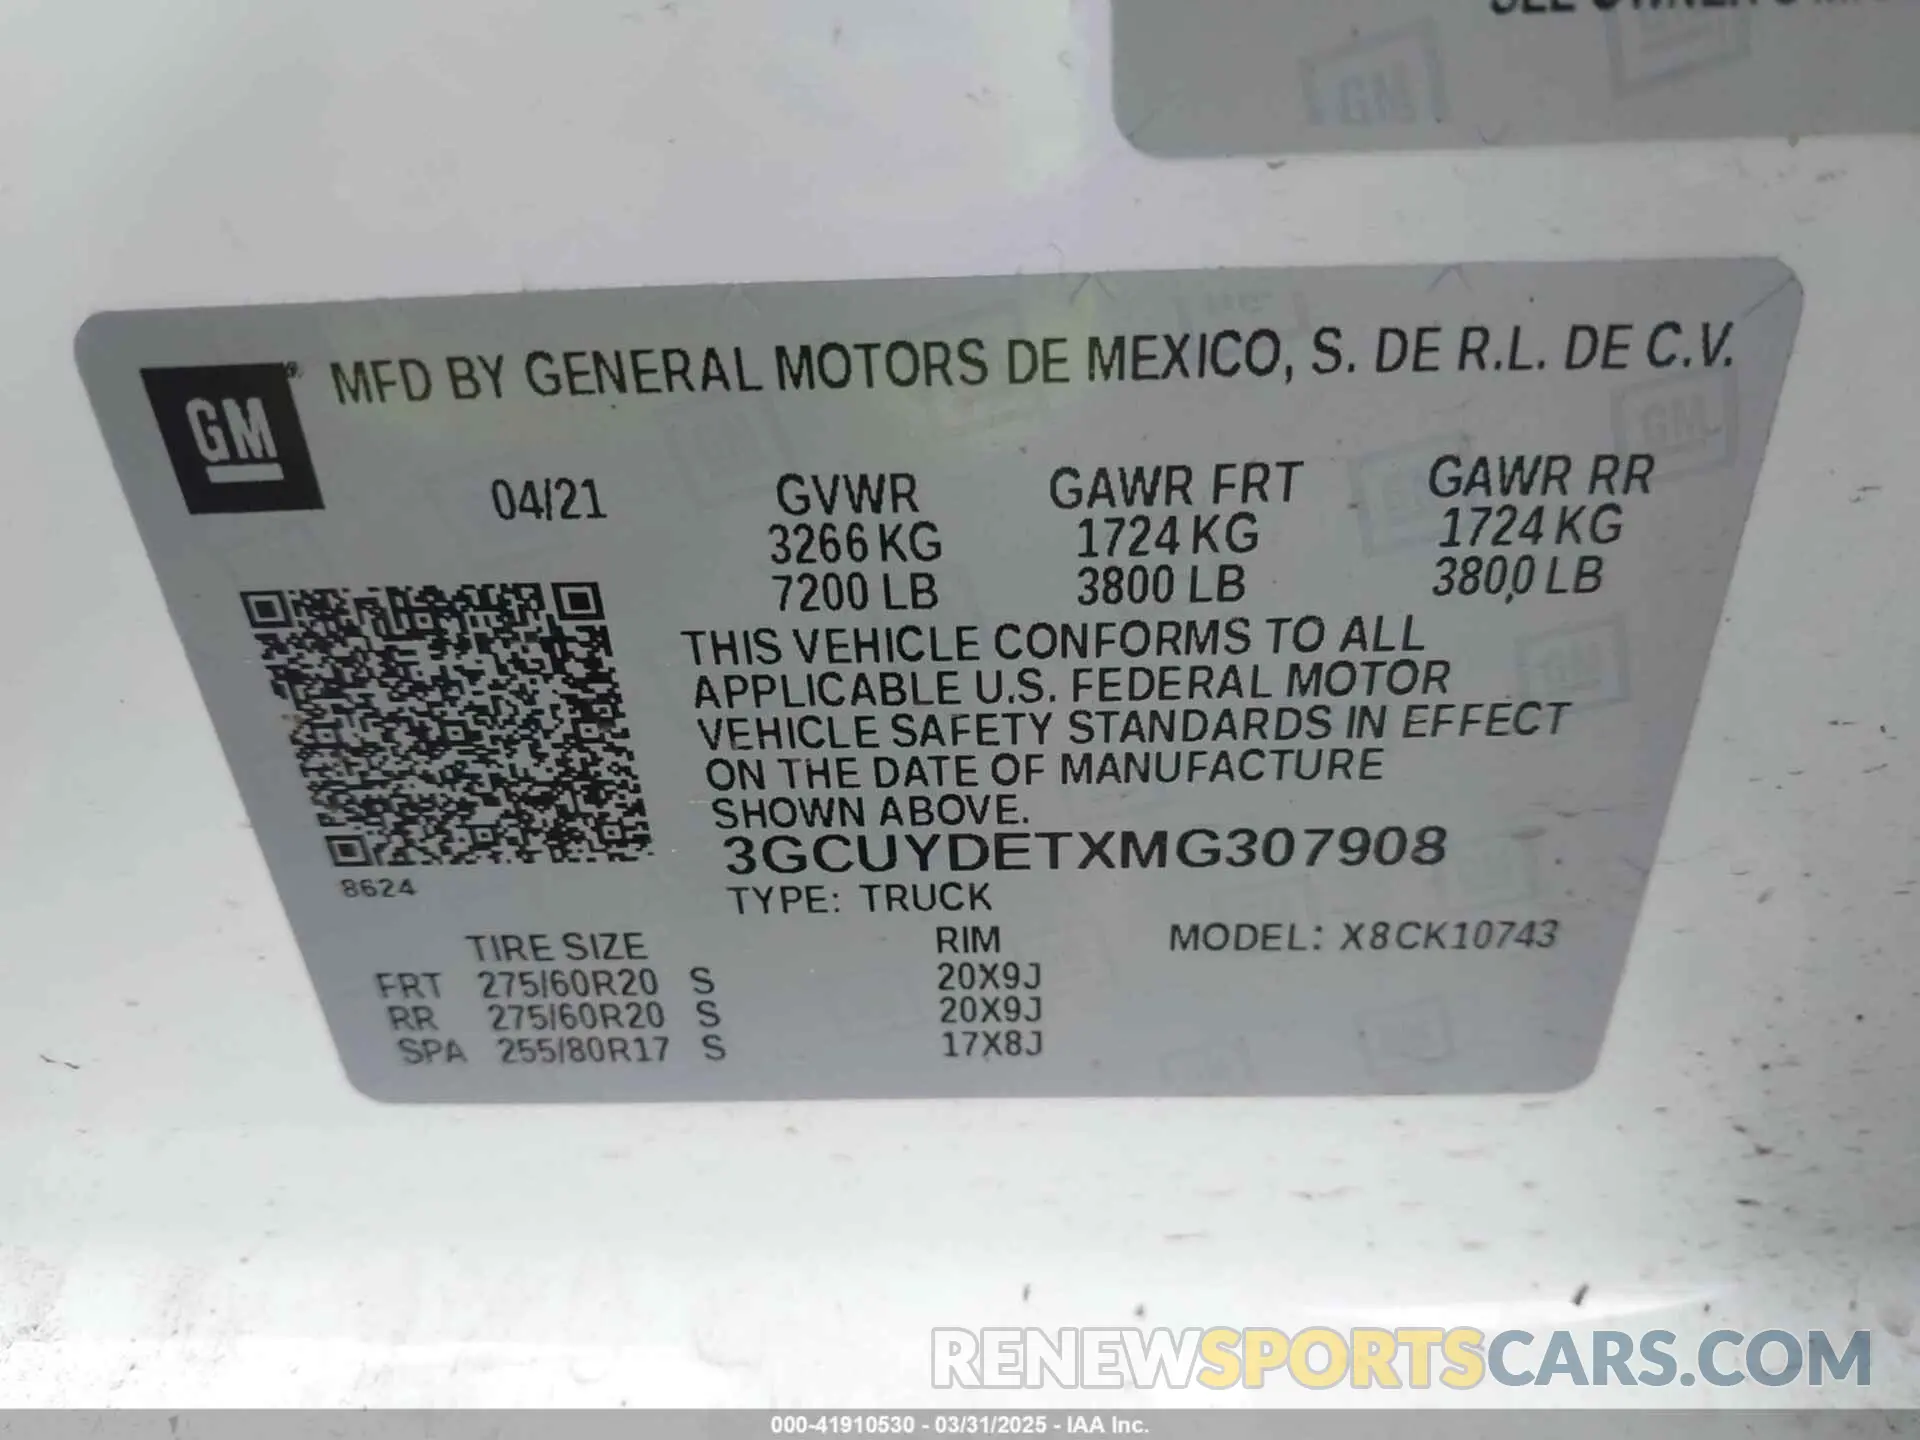 MFD BY GENERAL MOTORS DE MEXICO, S. DE R.L. DE C.V.
GM
04/21 GVWR GAWR FRT GAWR RR
3266 KG 1724 KG 1724 KG
7200 LB 3800 LB 3800 LB
THIS VEHICLE CONFORMS TO ALL
APPLICABLE U.S. FEDERAL MOTOR
VEHICLE SAFETY STANDARDS IN EFFECT
ON THE DATE OF MANUFACTURE
SHOWN ABOVE.
3GCUYDETXMG307908
8624
TYPE: TRUCK
TIRE SIZE RIM MODEL: X8CK10743
FRT 275/60R20 S 20X9J
RR 275/60R20 S 20X9J
SPA 255/80R17 S 17X8J
RENEWSPORTSCARS.COM
000-41910530 - 03/31/2025 - IAA Inc.